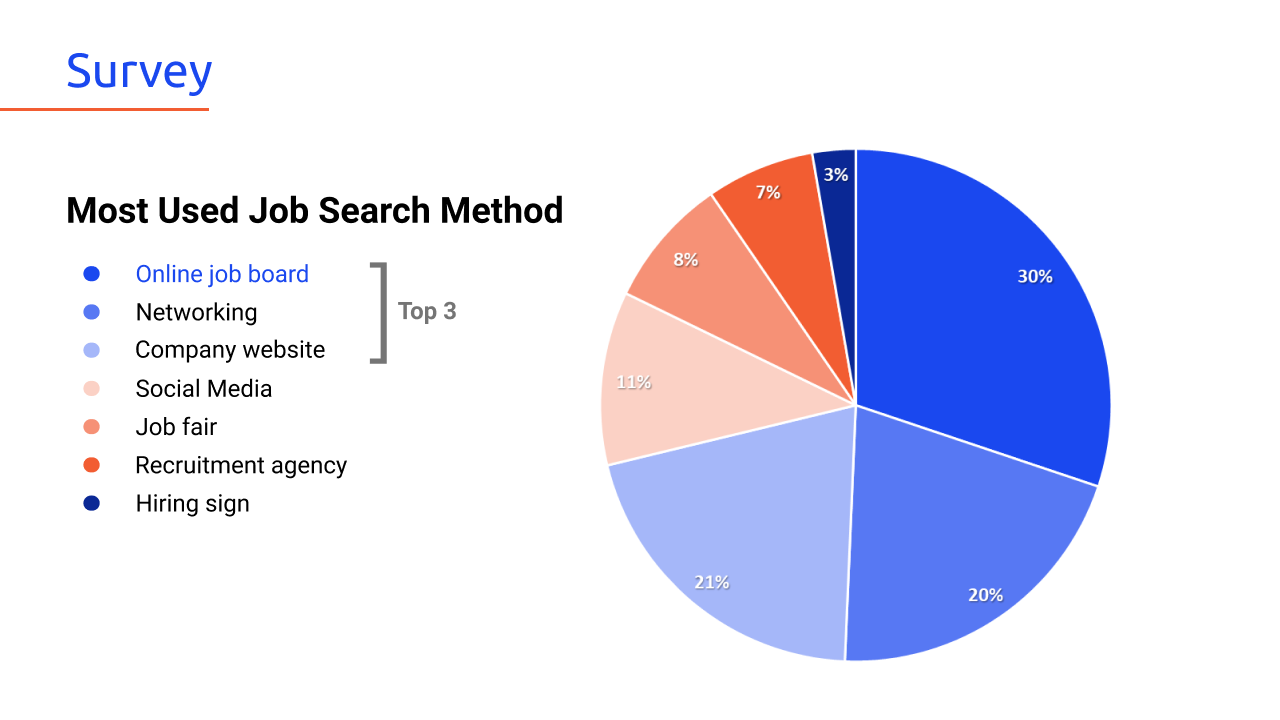 Survey
Most Used Job Search Method
Online job board
Networking
Company website
Top 3
Social Media
Job fair
Recruitment agency
Hiring sign
3%
7%
8%
30%
11%
21%
20%